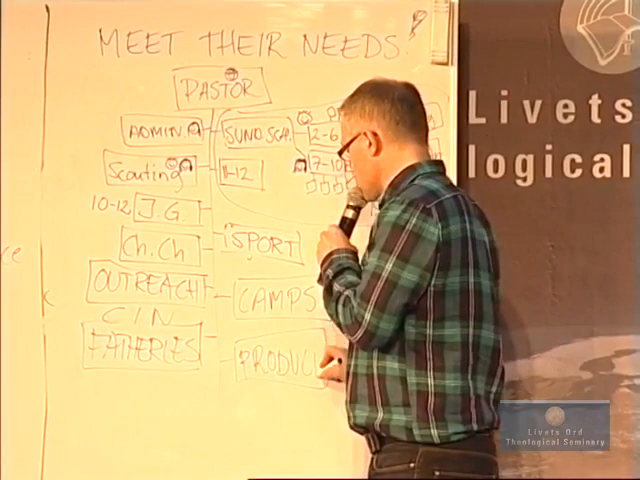 MEET THEIR NEEDS!
PASTOR
ADMIN
SUND SCH.
2-6
Scouting
11-12
7-10
10-12 J.G.
Ch.Ch
SPORT
OUTREACH
CAMPS
C/N
FATHERLES
PRODUC
Livets
logical
Livets Ord
Theological Seminary